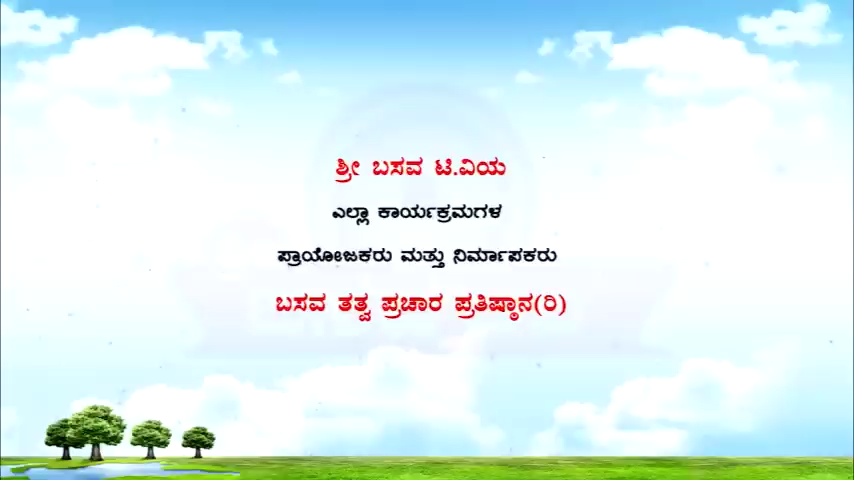 ಶ್ರೀ ಬಸವ ಟಿ.ವಿಯ
ಎಲ್ಲಾ ಕಾರ್ಯಕ್ರಮಗಳ
ಪ್ರಾಯೋಜಕರು ಮತ್ತು ನಿರ್ಮಾಪಕರು
ಬಸವ ತತ್ವ ಪ್ರಚಾರ ಪ್ರತಿಷ್ಠಾನ(ರಿ)